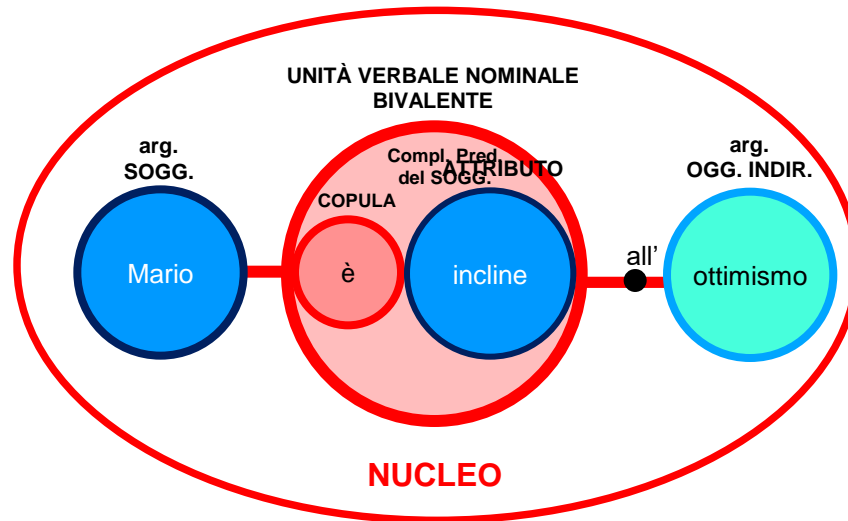 UNITÀ VERBALE NOMINALE
BIVALENTE
arg.
SOGG.
arg.
OGG. INDIR.
Compl. Pred.
del SOGG.
ATTRIBUTO
COPULA
Mario
è
incline
all'
ottimismo
NUCLEO